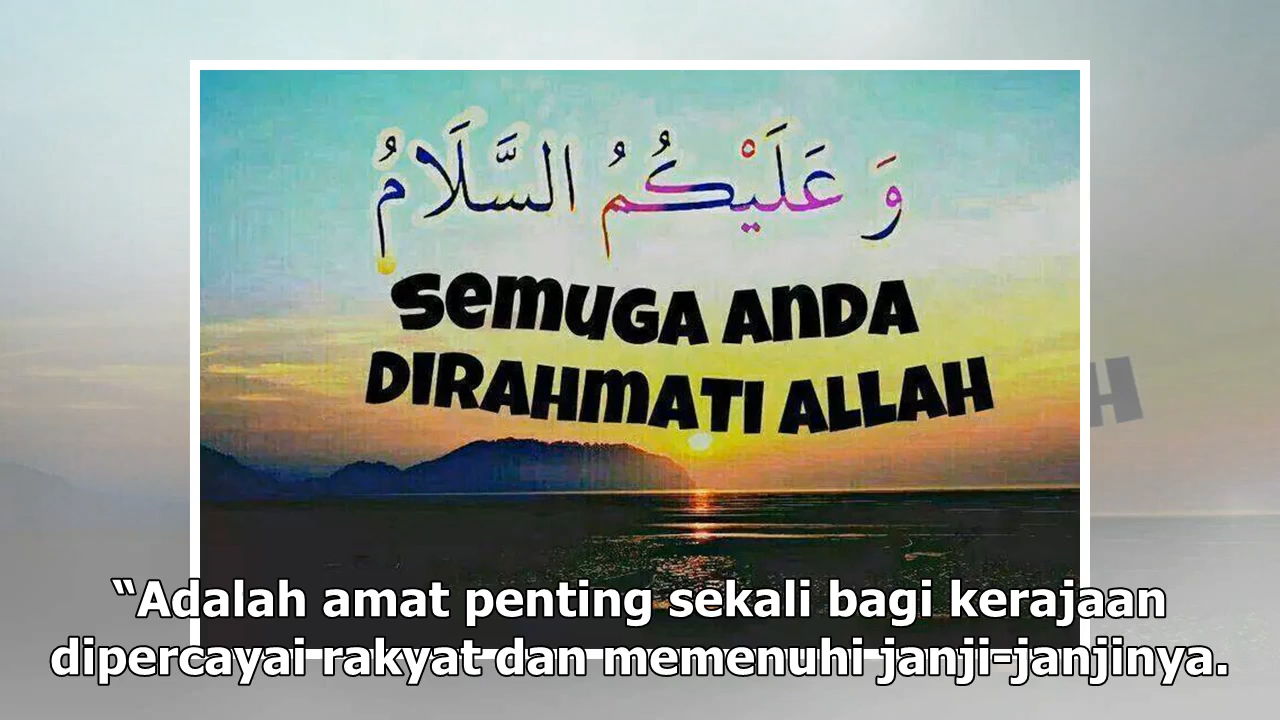 وَ عَلَيْكُمُ السَّلَامُ
SEMUGA ANDA
DIRAHMATI ALLAH
H
“Adalah amat penting sekali bagi kerajaan
dipercayai rakyat dan memenuhi janji-janjinya.